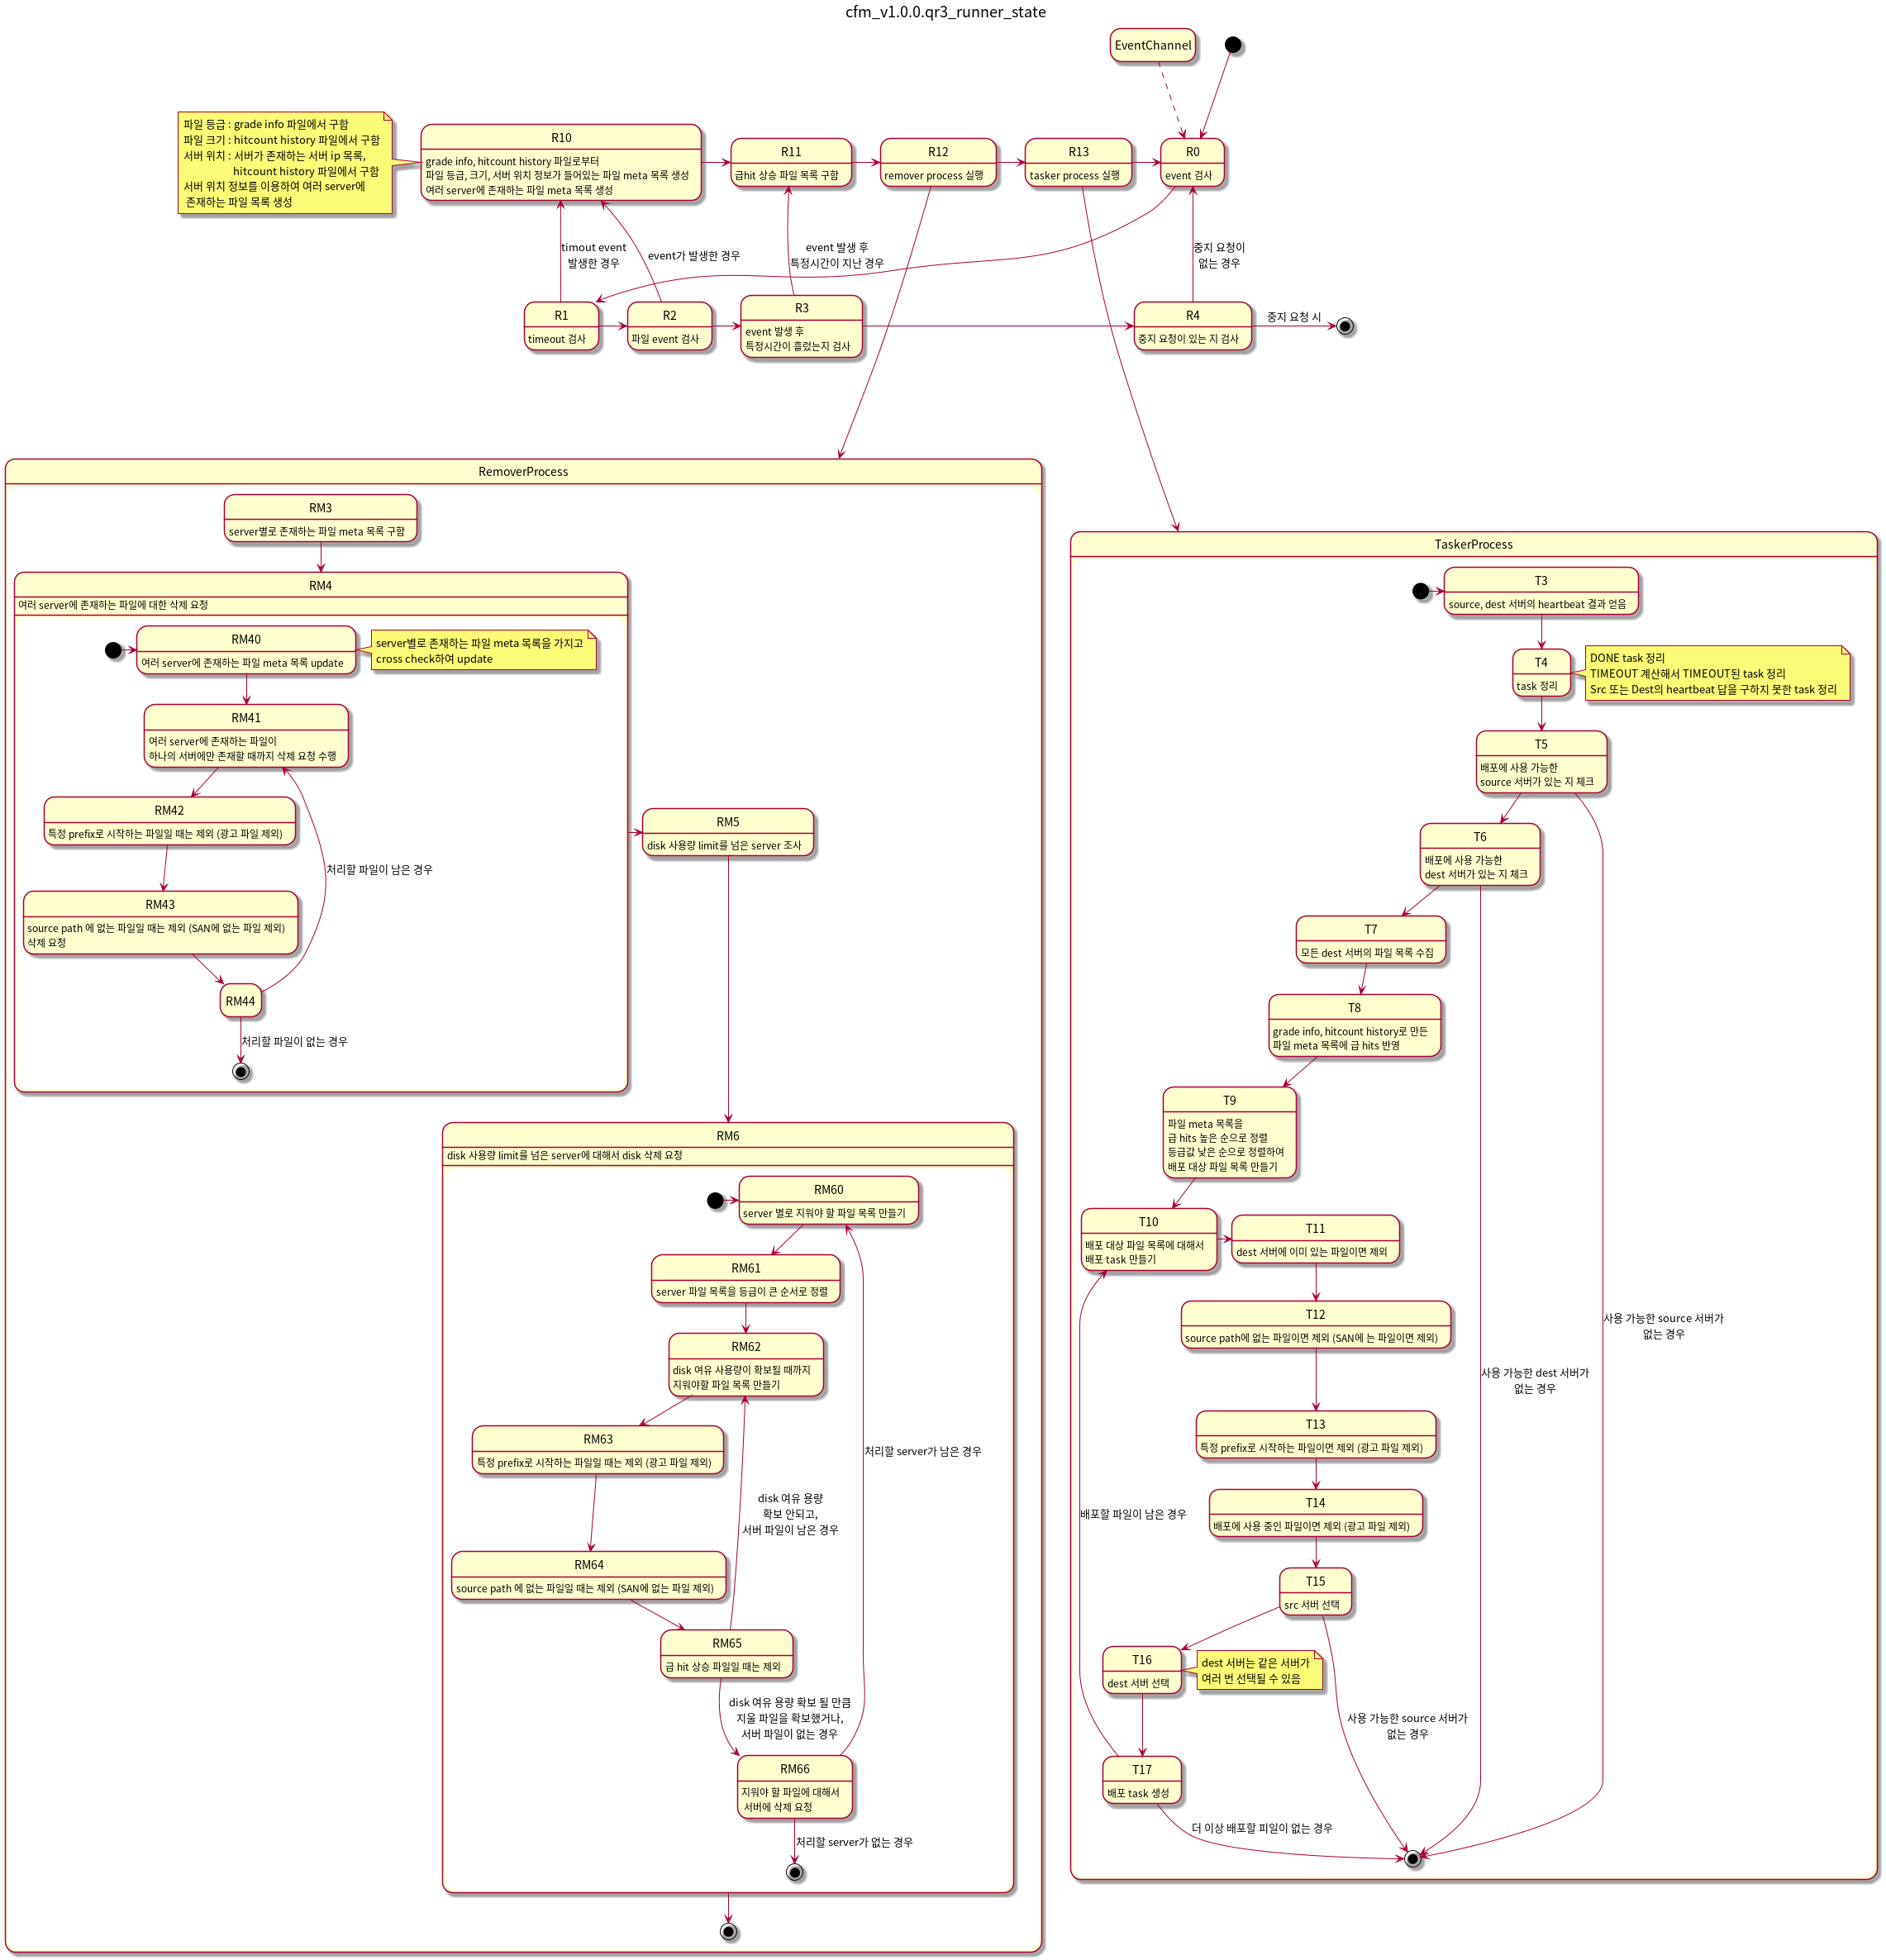 cfm_v1.0.0.qr3_runner_state
EventChannel
파일 등급 : grade info 파일에서 구함
파일 크기 : hitcount history 파일에서 구함
서버 위치 : 서버가 존재하는 서버 ip 목록,
hitcount history 파일에서 구함
서버 위치 정보를 이용하여 여러 server에
존재하는 파일 목록 생성
R10
grade info, hitcount history 파일로부터
파일 등급, 크기, 서버 위치 정보가 들어있는 파일 meta 목록 생성
여러 server에 존재하는 파일 meta 목록 생성
R11
급hit 상승 파일 목록 구함
R12
remover process 실행
R13
tasker process 실행
R0
event 검사
timout event
발생한 경우
event가 발생한 경우
event 발생 후
특정시간이 지난 경우
중지 요청이
없는 경우
R1
timeout 검사
R2
파일 event 검사
R3
event 발생 후
특정시간이 흘렀는지 검사
R4
중지 요청이 있는 지 검사
중지 요청 시
RemoverProcess
RM3
server별로 존재하는 파일 meta 목록 구함
RM4
여러 server에 존재하는 파일에 대한 삭제 요청
RM40
여러 server에 존재하는 파일 meta 목록 update
server별로 존재하는 파일 meta 목록을 가지고
cross check하여 update
RM41
여러 server에 존재하는 파일이
하나의 서버에만 존재할 때까지 삭제 요청 수행
RM42
특정 prefix로 시작하는 파일일 때는 제외 (광고 파일 제외)
처리할 파일이 남은 경우
RM43
source path 에 없는 파일일 때는 제외 (SAN에 없는 파일 제외)
삭제 요청
RM44
처리할 파일이 없는 경우
RM5
disk 사용량 limit를 넘은 server 조사
RM6
disk 사용량 limit를 넘은 server에 대해서 disk 삭제 요청
RM60
server 별로 지워야 할 파일 목록 만들기
RM61
server 파일 목록을 등급이 큰 순서로 정렬
RM62
disk 여유 사용량이 확보될 때까지
지워야할 파일 목록 만들기
RM63
특정 prefix로 시작하는 파일일 때는 제외 (광고 파일 제외)
처리할 server가 남은 경우
disk 여유 용량
확보 안되고,
서버 파일이 남은 경우
RM64
source path 에 없는 파일일 때는 제외 (SAN에 없는 파일 제외)
RM65
급 hit 상승 파일일 때는 제외
disk 여유 용량 확보 될 만큼
지울 파일을 확보했거나,
서버 파일이 없는 경우
RM66
지워야 할 파일에 대해서
서버에 삭제 요청
처리할 server가 없는 경우
TaskerProcess
T3
source, dest 서버의 heartbeat 결과 얻음
T4
task 정리
DONE task 정리
TIMEOUT 계산해서 TIMEOUT된 task 정리
Src 또는 Dest의 heartbeat 답을 구하지 못한 task 정리
T5
배포에 사용 가능한
source 서버가 있는 지 체크
T6
배포에 사용 가능한
dest 서버가 있는 지 체크
T7
모든 dest 서버의 파일 목록 수집
T8
grade info, hitcount history로 만든
파일 meta 목록에 급 hits 반영
T9
파일 meta 목록을
급 hits 높은 순으로 정렬
등급값 낮은 순으로 정렬하여
배포 대상 파일 목록 만들기
T10
배포 대상 파일 목록에 대해서
배포 task 만들기
T11
dest 서버에 이미 있는 파일이면 제외
T12
source path에 없는 파일이면 제외 (SAN에 는 파일이면 제외)
사용 가능한 source 서버가
없는 경우
사용 가능한 dest 서버가
없는 경우
T13
특정 prefix로 시작하는 파일이면 제외 (광고 파일 제외)
T14
배포에 사용 중인 파일이면 제외 (광고 파일 제외)
배포할 파일이 남은 경우
T15
src 서버 선택
T16
dest 서버 선택
dest 서버는 같은 서버가
여러 번 선택될 수 있음
사용 가능한 source 서버가
없는 경우
T17
배포 task 생성
더 이상 배포할 피일이 없는 경우